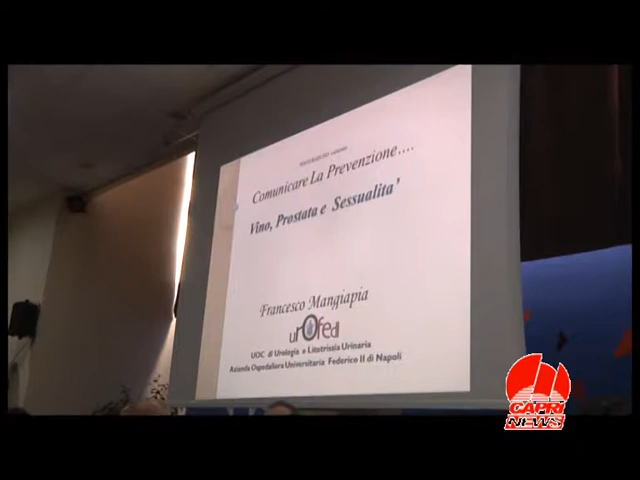 Comunicare La Prevenzione....
Vino, Prostata e Sessualita'
Francesco Mangiapia
urOfedi
UOC di Urologia e Litotrissia Urinaria
Azienda Ospedaliera Universitaria Federico II di Napoli
CAPRI
NEWS